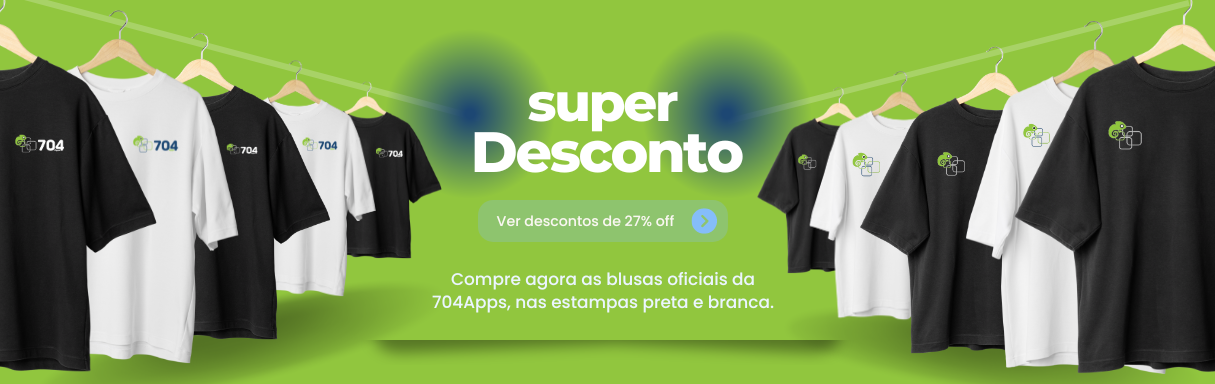 super
Desconto
Ver descontos de 27% off
Compre agora as blusas oficiais da
704Apps, nas estampas preta e branca.
704
704
704
704
704